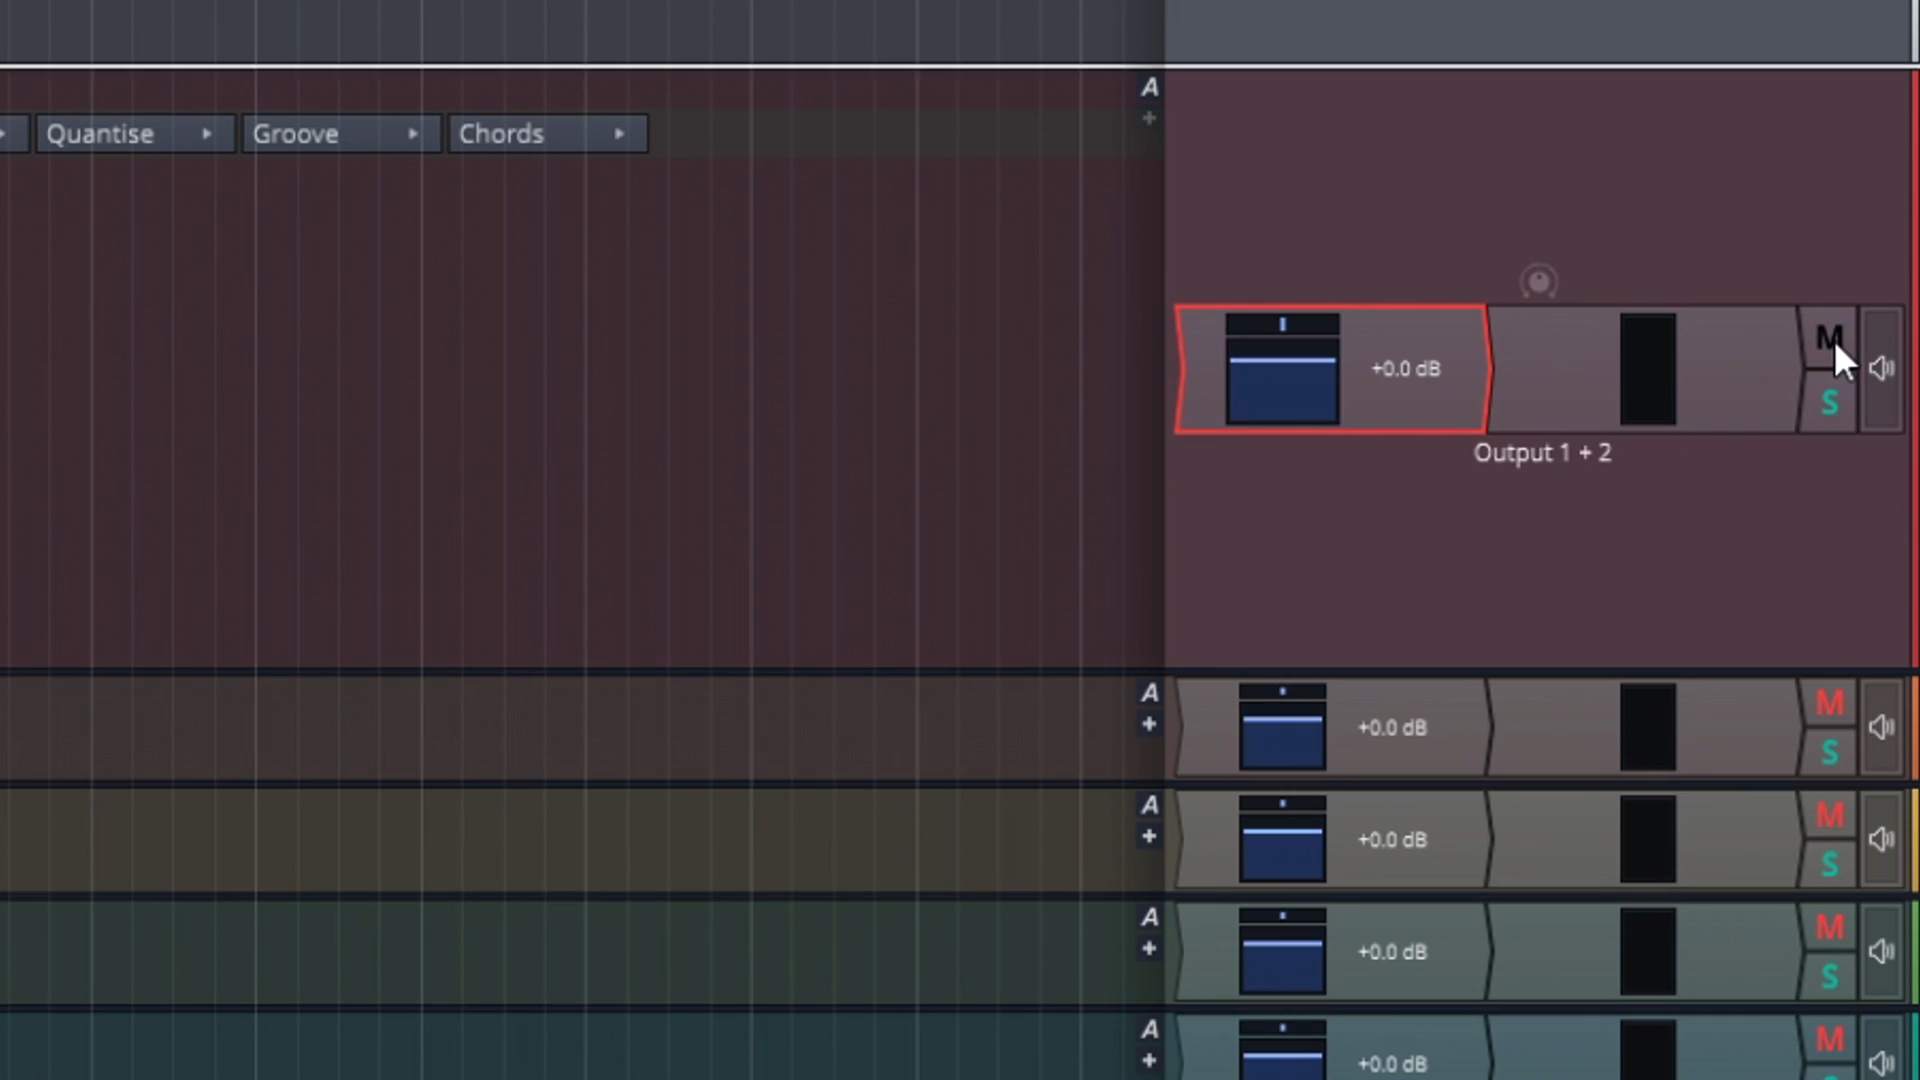 A
+
Quantise Groove Chords
M
+0.0 dB
S
Output 1 + 2
A
M
+
+0.0 dB
S
A
M
+
+0.0 dB
S
A
M
+
+0.0 dB
S
A
M
+
+0.0 dB